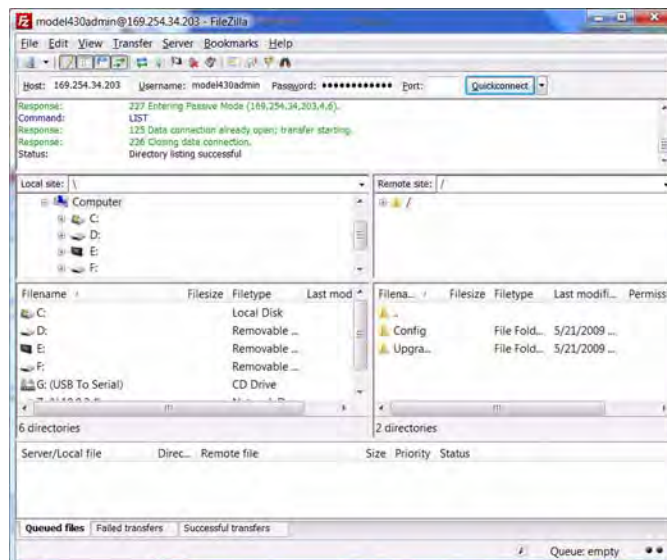 model430admin@169.254.34.203 - FileZilla
File Edit View Transfer Server Bookmarks Help
Host: 169.254.34.203 Username: model430admin Password: •••••••••••• Port: Quickconnect
Response: 227 Entering Passive Mode (169,254,34,203,4,6).
Command: LIST
Response: 125 Data connection already open; transfer starting.
Response: 226 Closing data connection.
Status: Directory listing successful
Local site: \
Remote site: /
Computer
C:
D:
E:
F:
/
Filename Filesize Filetype Last mod
C: Local Disk
D: Removable ...
E: Removable ...
F: Removable ...
G: (USB To Serial) CD Drive
6 directories
Filena... Filesize Filetype Last modifi... Permiss
..
Config File Fold... 5/21/2009 ...
Upgra... File Fold... 5/21/2009 ...
2 directories
Server/Local file Direc... Remote file Size Priority Status
Queued files Failed transfers Successful transfers
Queue: empty